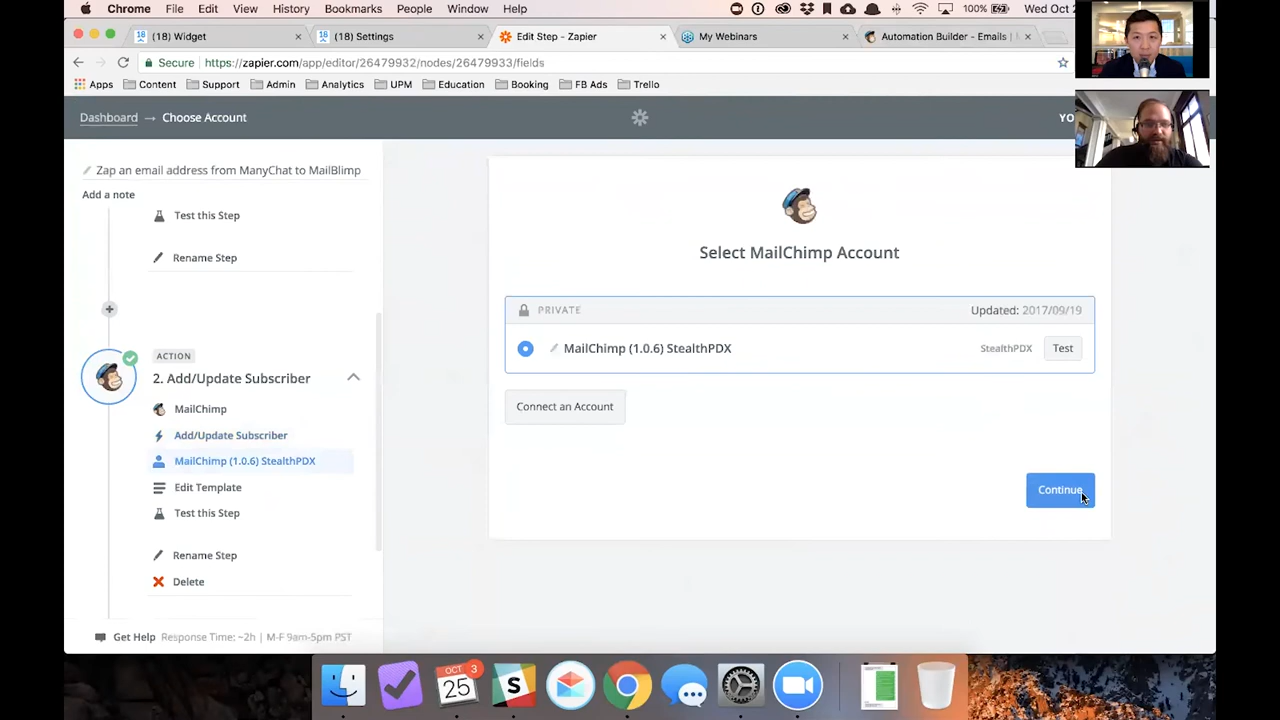 Chrome File Edit View History Bookmarks People Window Help 100% Wed Oct 2
(18) Widget × (18) Settings × Edit Step - Zapier × My Webinars × Automation Builder - Emails | ×
Secure https://zapier.com/app/editor/26479932/nodes/26479933/fields
Apps Content Support Admin Analytics UPM Education Booking FB Ads Trello
Dashboard → Choose Account YO
Zap an email address from ManyChat to MailBlimp
Add a note
Test this Step
Rename Step
ACTION
2. Add/Update Subscriber
MailChimp
Add/Update Subscriber
MailChimp (1.0.6) StealthPDX
Edit Template
Test this Step
Rename Step
Delete
Get Help Response Time: ~2h | M-F 9am-5pm PST
Select MailChimp Account
PRIVATE Updated: 2017/09/19
MailChimp (1.0.6) StealthPDX StealthPDX Test
Connect an Account
Continue
OCT 3
25